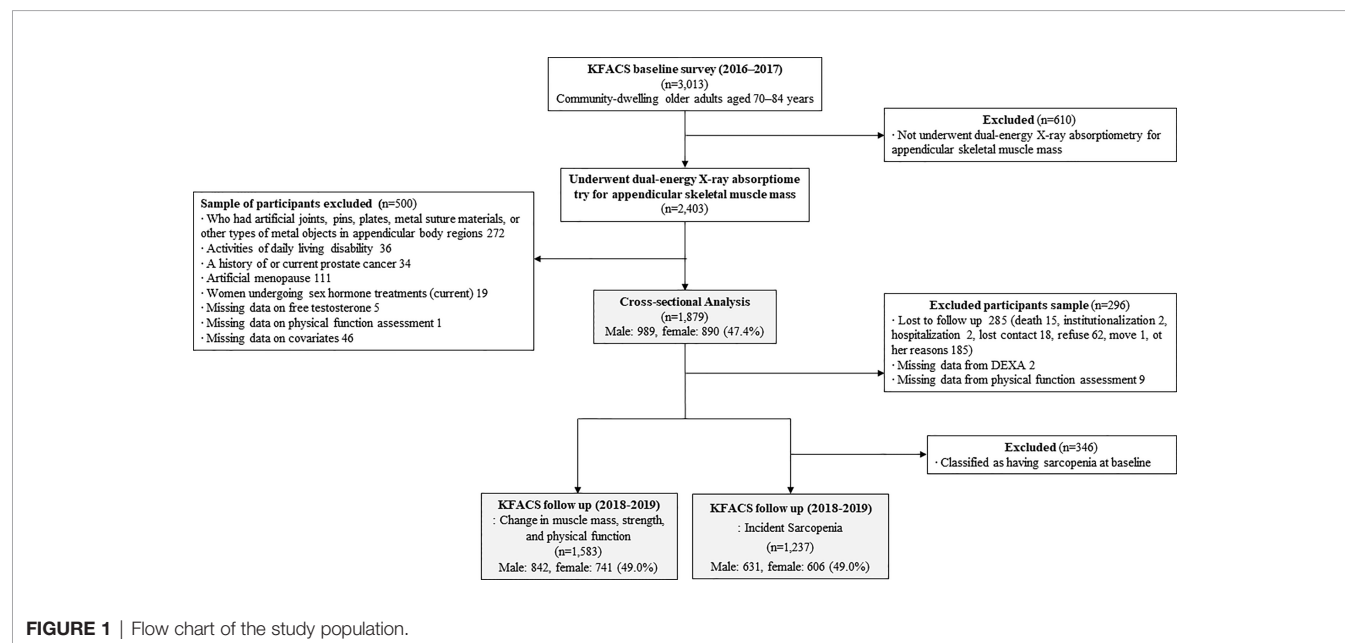 KFACS baseline survey (2016–2017)
(n=3,013)
Community-dwelling older adults aged 70–84 years
Excluded (n=610)
· Not underwent dual-energy X-ray absorptiometry for
appendicular skeletal muscle mass
Underwent dual-energy X-ray absorptiome
try for appendicular skeletal muscle mass
(n=2,403)
Sample of participants excluded (n=500)
· Who had artificial joints, pins, plates, metal suture materials, or
other types of metal objects in appendicular body regions 272
· Activities of daily living disability 36
· A history of or current prostate cancer 34
· Artificial menopause 111
· Women undergoing sex hormone treatments (current) 19
· Missing data on free testosterone 5
· Missing data on physical function assessment 1
· Missing data on covariates 46
Cross-sectional Analysis
(n=1,879)
Male: 989, female: 890 (47.4%)
Excluded participants sample (n=296)
· Lost to follow up 285 (death 15, institutionalization 2,
hospitalization 2, lost contact 18, refuse 62, move 1, ot
her reasons 185)
· Missing data from DEXA 2
· Missing data from physical function assessment 9
Excluded (n=346)
· Classified as having sarcopenia at baseline
KFACS follow up (2018-2019)
: Change in muscle mass, strength,
and physical function
(n=1,583)
Male: 842, female: 741 (49.0%)
KFACS follow up (2018-2019)
: Incident Sarcopenia
(n=1,237)
Male: 631, female: 606 (49.0%)
FIGURE 1 | Flow chart of the study population.